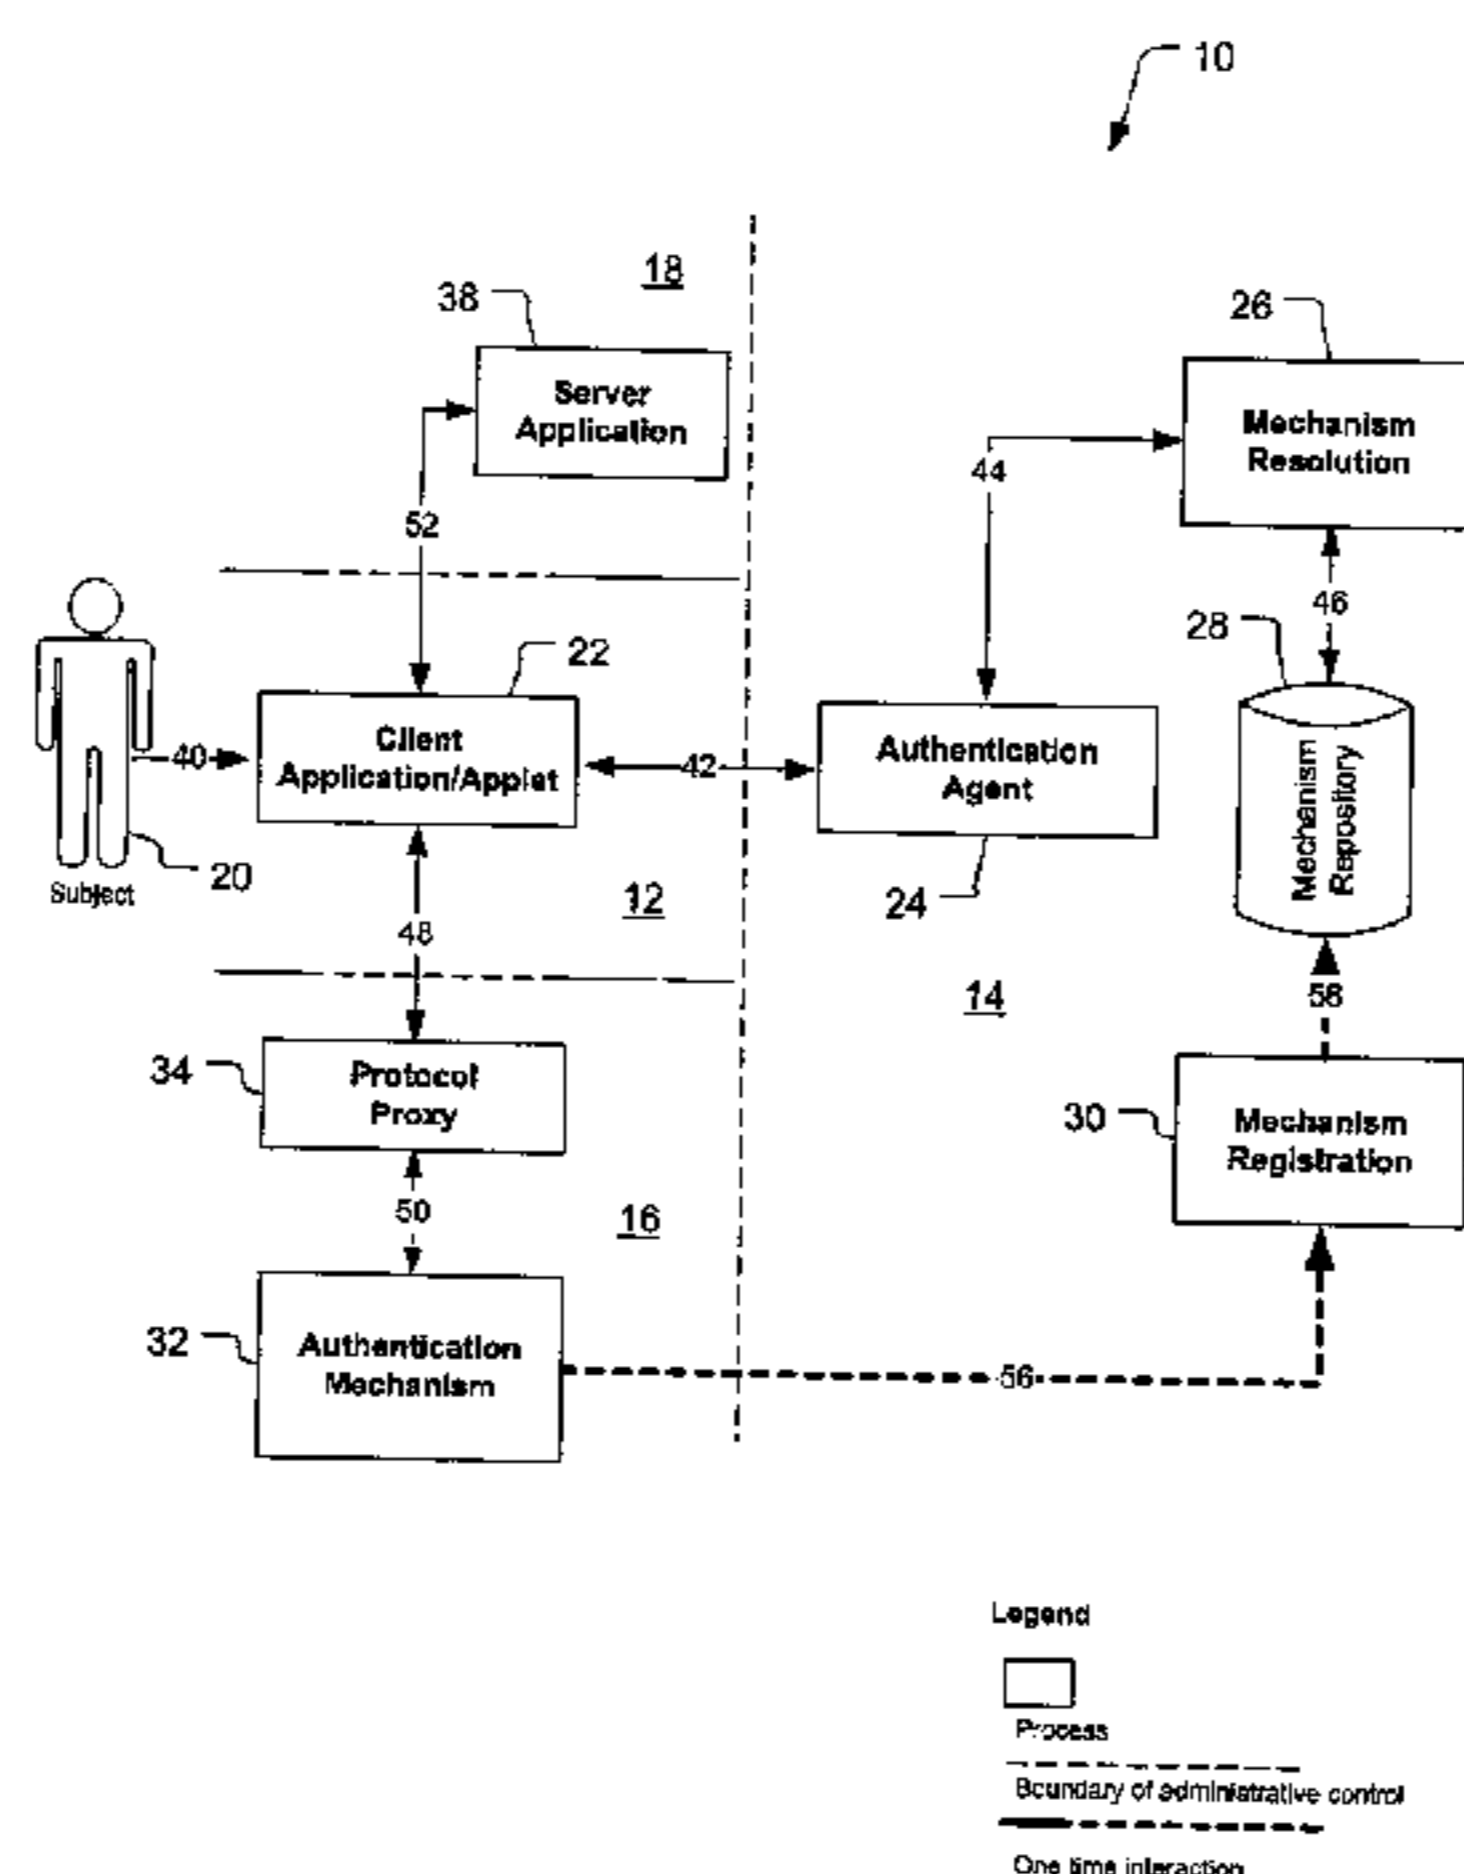 10
18
38
Server
Application
26
Mechanism
Resolution
44
52
46
28
22
Client
Application/Applet
40
42
Authentication
Agent
Mechanism
Repository
20
Subject
12
24
48
14
58
34
Protocol
Proxy
30
Mechanism
Registration
50
16
32
Authentication
Mechanism
56
Legend
Process
Boundary of administrative control
One time interaction